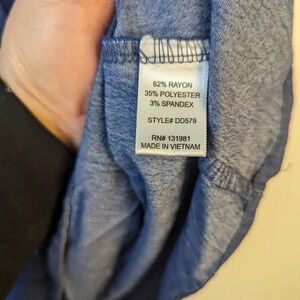 62% RAYON
35% POLYESTER
3% SPANDEX
STYLE# DD579
RN# 131981
MADE IN VIETNAM